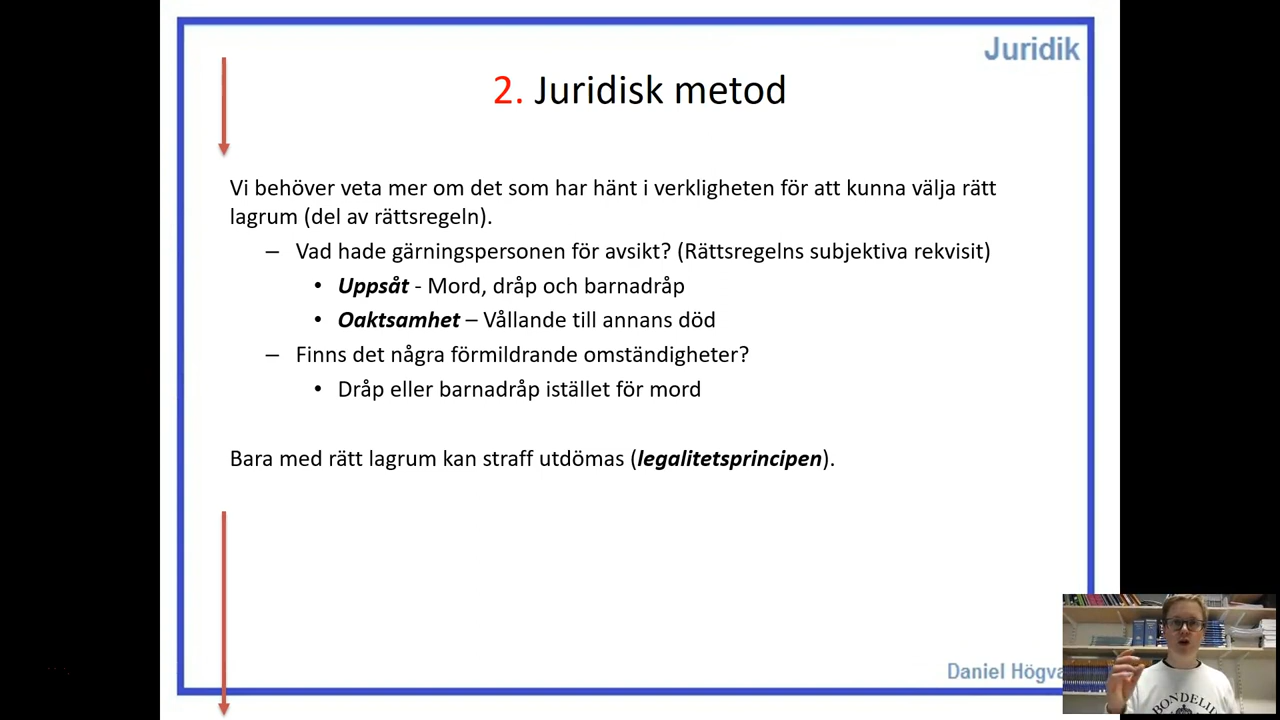 Juridik
2. Juridisk metod
Vi behöver veta mer om det som har hänt i verkligheten för att kunna välja rätt
lagrum (del av rättsregeln).
– Vad hade gärningspersonen för avsikt? (Rättsregelns subjektiva rekvisit)
• Uppsåt - Mord, dråp och barnadråp
• Oaktsamhet – Vållande till annans död
– Finns det några förmildrande omständigheter?
• Dråp eller barnadråp istället för mord
Bara med rätt lagrum kan straff utdömas (legalitetsprincipen).
Daniel